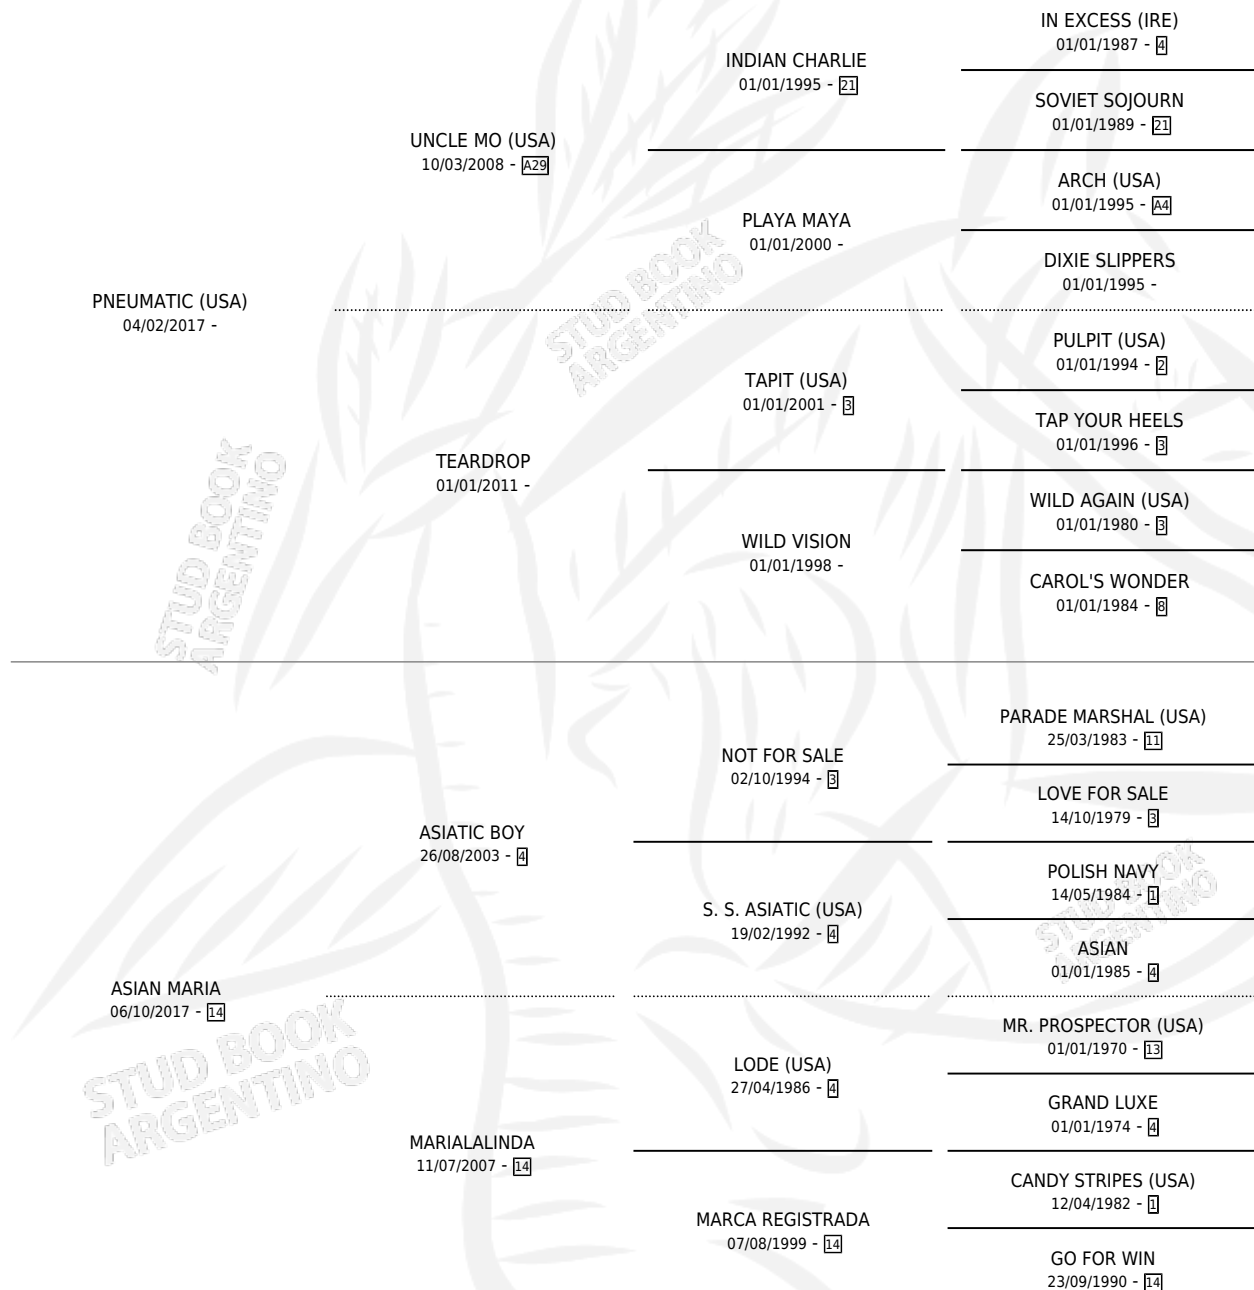 IN EXCESS (IRE)
01/01/1987 - 4
INDIAN CHARLIE
01/01/1995 - 21
SOVIET SOJOURN
01/01/1989 - 21
UNCLE MO (USA)
10/03/2008 - A29
ARCH (USA)
01/01/1995 - A4
PLAYA MAYA
01/01/2000 -
DIXIE SLIPPERS
01/01/1995 -
PNEUMATIC (USA)
04/02/2017 -
PULPIT (USA)
01/01/1994 - 2
TAPIT (USA)
01/01/2001 - 3
TAP YOUR HEELS
01/01/1996 - 3
TEARDROP
01/01/2011 -
WILD AGAIN (USA)
01/01/1980 - 3
WILD VISION
01/01/1998 -
CAROL'S WONDER
01/01/1984 - 8
PARADE MARSHAL (USA)
25/03/1983 - 11
NOT FOR SALE
02/10/1994 - 3
LOVE FOR SALE
14/10/1979 - 3
ASIATIC BOY
26/08/2003 - 4
POLISH NAVY
14/05/1984 - 1
S. S. ASIATIC (USA)
19/02/1992 - 4
ASIAN
01/01/1985 - 4
ASIAN MARIA
06/10/2017 - 14
MR. PROSPECTOR (USA)
01/01/1970 - 13
LODE (USA)
27/04/1986 - 4
GRAND LUXE
01/01/1974 - 4
MARIALALINDA
11/07/2007 - 14
CANDY STRIPES (USA)
12/04/1982 - 1
MARCA REGISTRADA
07/08/1999 - 14
GO FOR WIN
23/09/1990 - 14
STUD BOOK
ARGENTINO
STUD BOOK
ARGENTINO
STUD BOOK
ARGENTINO
STUD BOOK
ARGENTINO